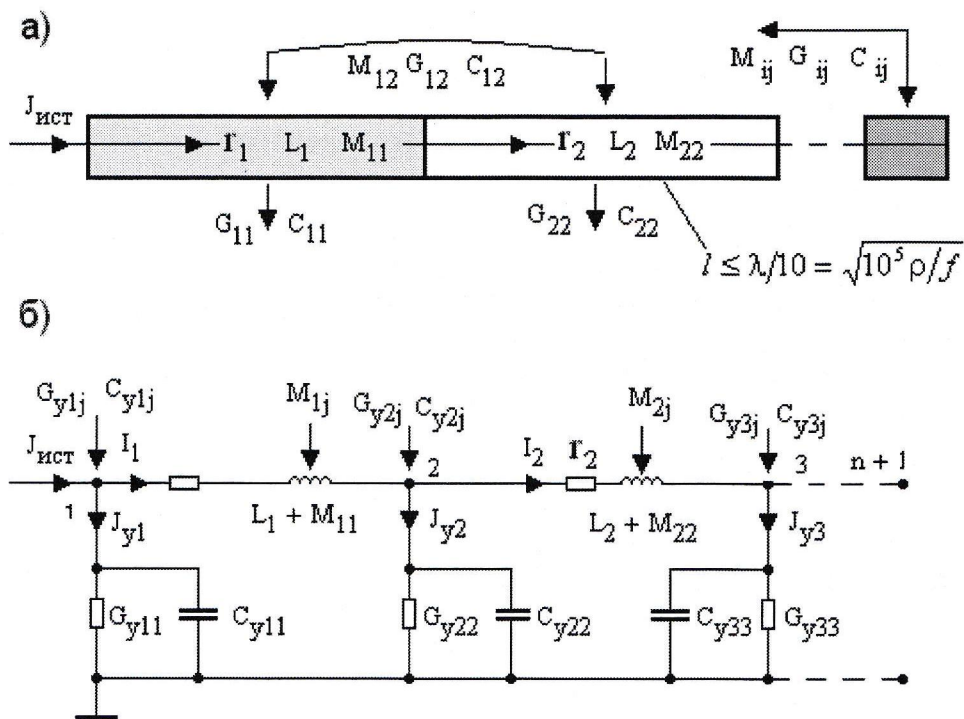 а)
M12 G12 C12
Mij Gij Cij
Jист
r1 L1 M11
r2 L2 M22
G11 C11
G22 C22
l ≤ λ/10 = √10⁵ρ/f
б)
Gy1j Cy1j
M1j
Gy2j Cy2j
M2j
Gy3j Cy3j
Jист
I1
2
I2
r2
3
n + 1
1
Jy1
L1 + M11
Jy2
L2 + M22
Jy3
Gy11
Cy11
Gy22
Cy22
Cy33
Gy33